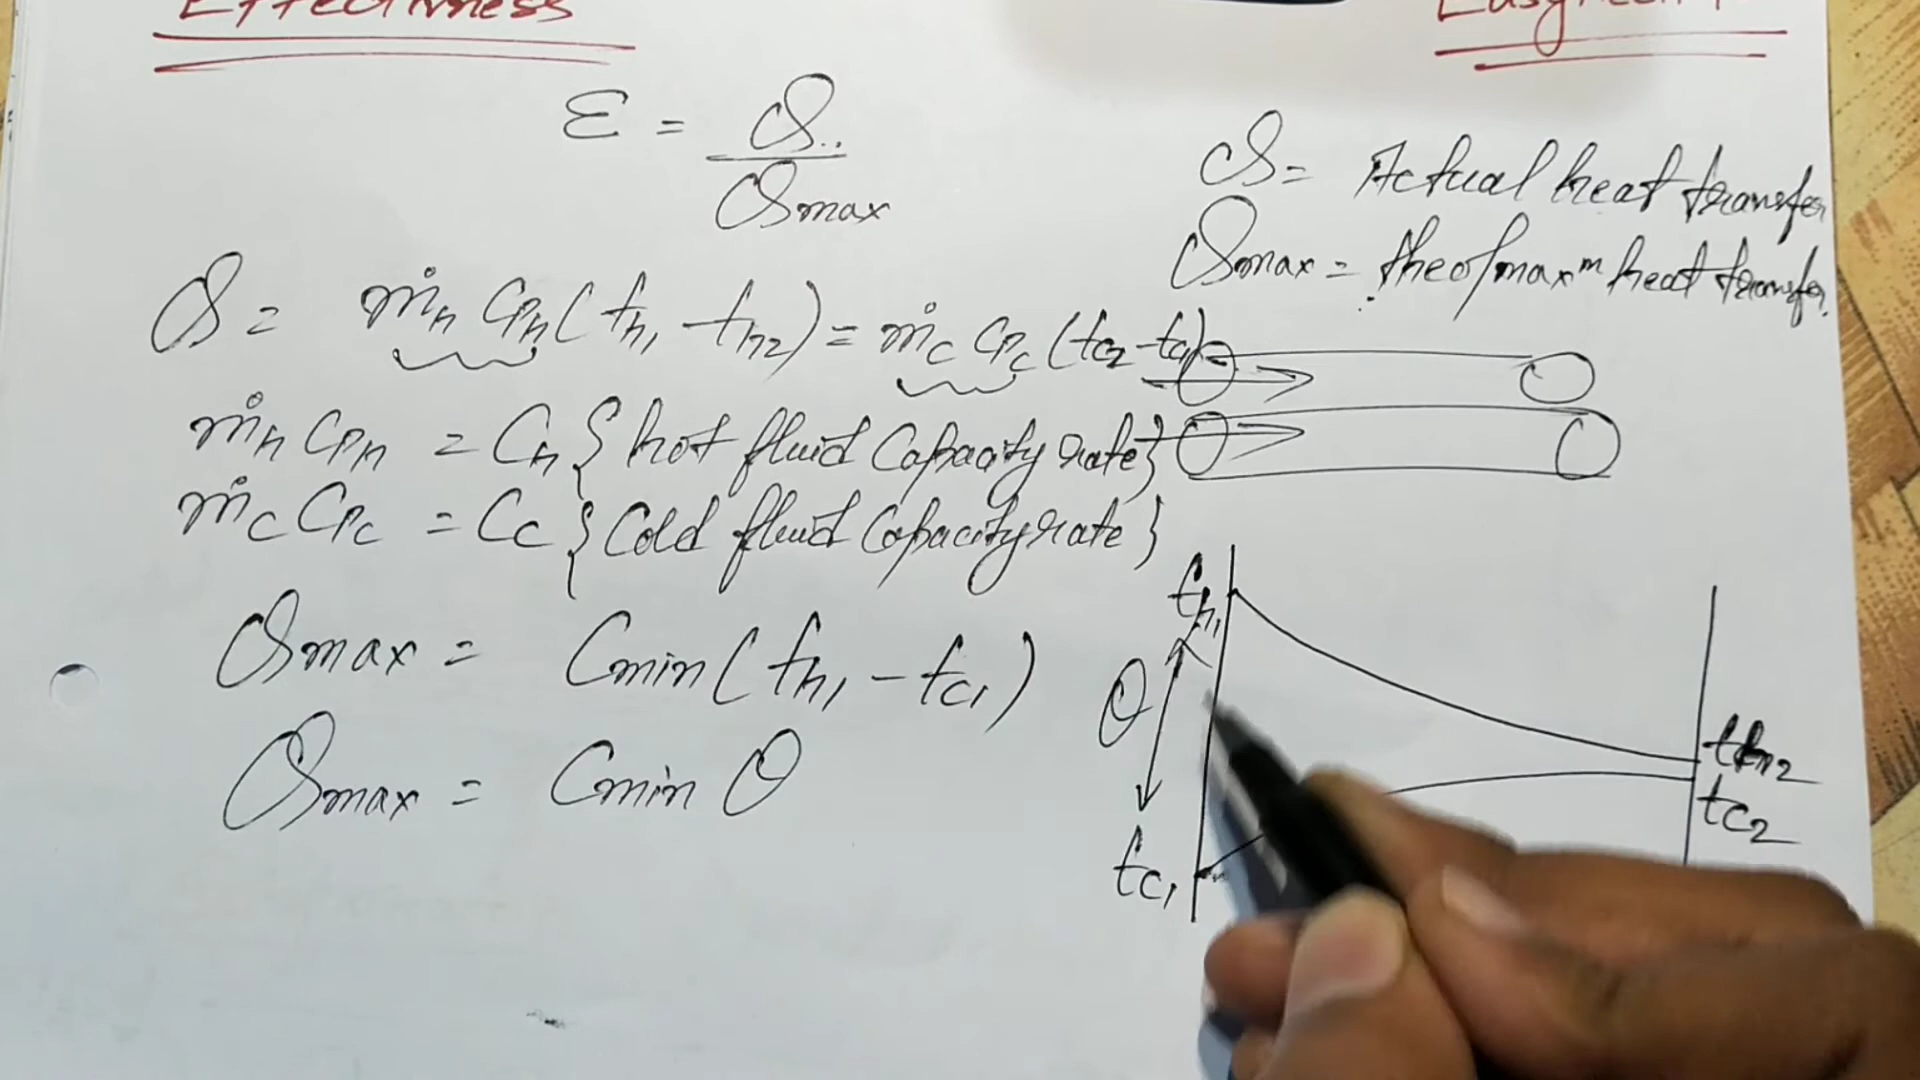 Effectivness
ε = Q / Qmax
Q = Actual heat transfer
Qmax = theo/maxᵐ heat transfer.
Q = ṁh Cph (th1 - th2) = ṁc Cpc (tc2 - tc1)
ṁh Cph = Ch { hot fluid Capacity rate }
ṁc Cpc = Cc { Cold fluid Capacity rate }
Qmax = Cmin (th1 - tc1)
Qmax = Cmin θ
th1
θ
tc1
th2
tc2